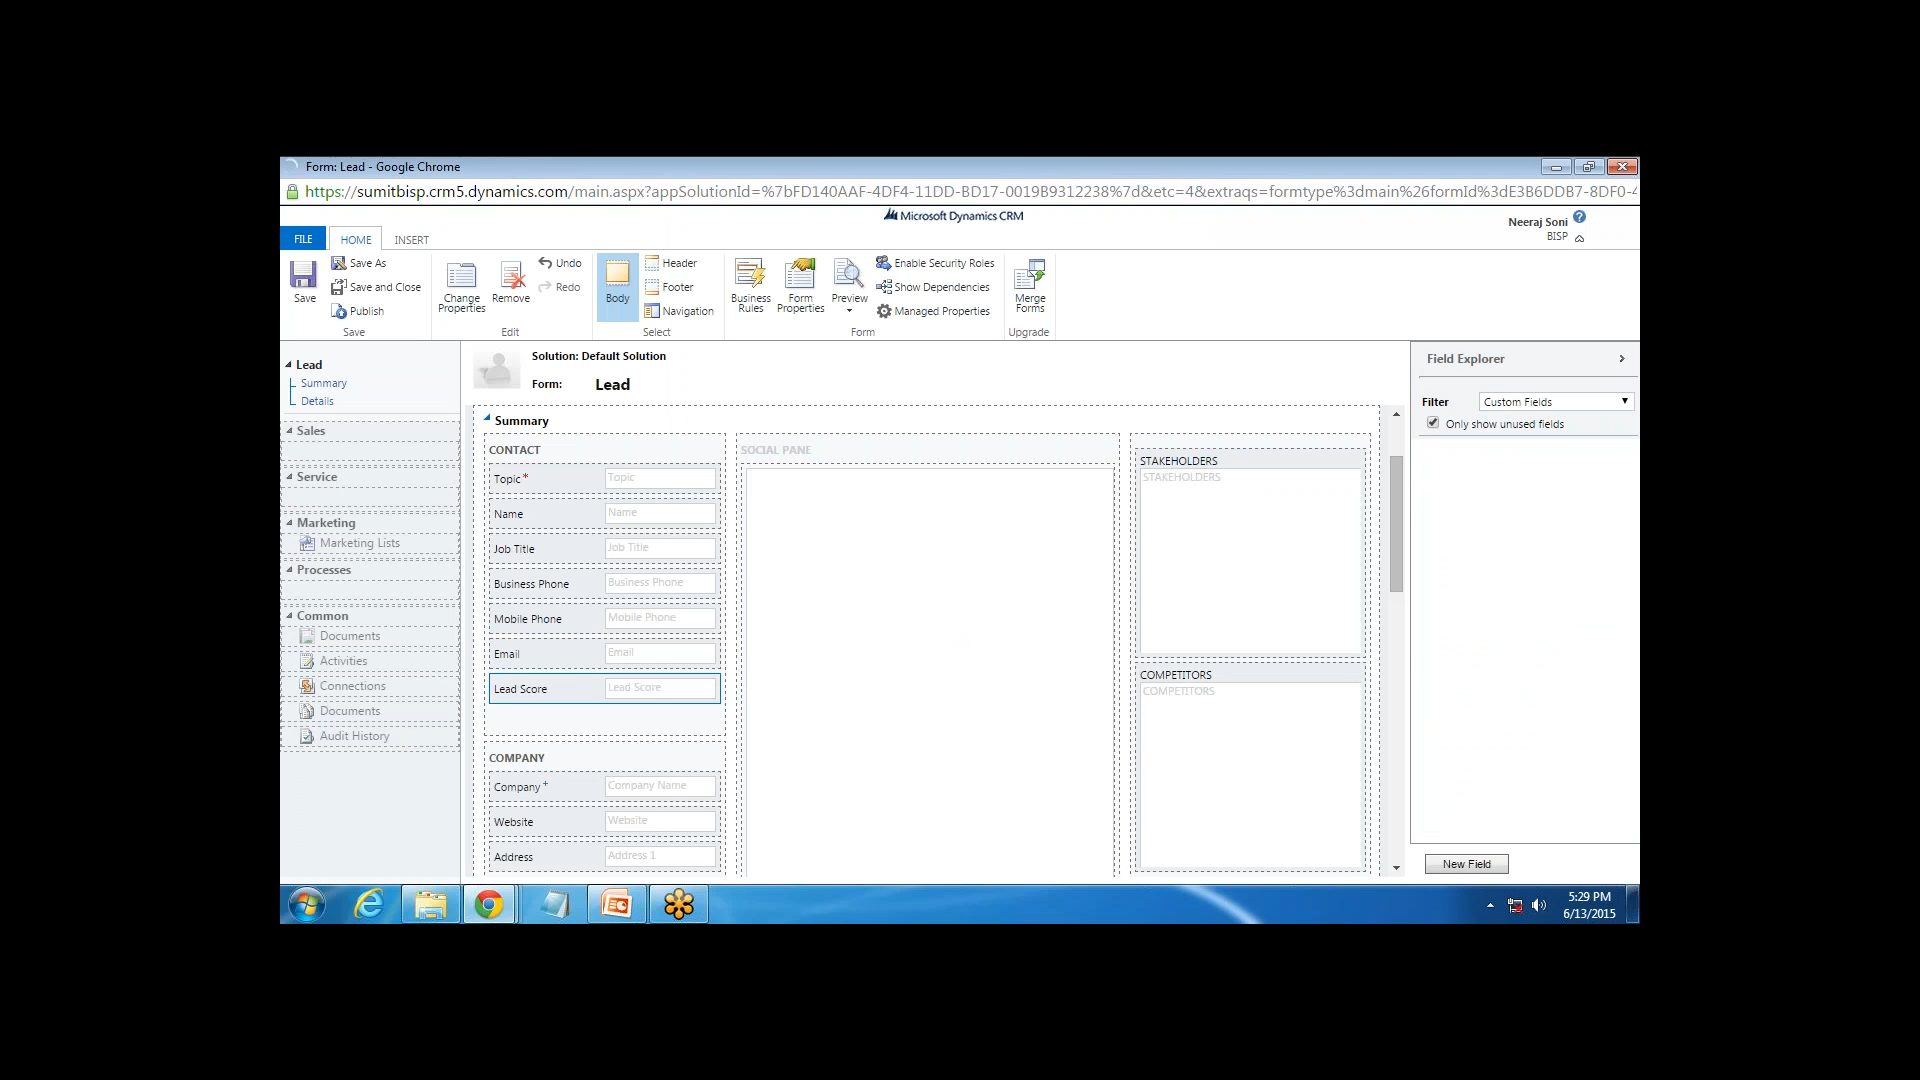 Form: Lead - Google Chrome
https://sumitbisp.crm5.dynamics.com/main.aspx?appSolutionId=%7bFD140AAF-4DF4-11DD-BD17-0019B9312238%7d&etc=4&extraqs=formtype%3dmain%26formId%3dE3B6DDB7-8DF0-4
Microsoft Dynamics CRM
Neeraj Soni
BISP
FILE HOME INSERT
Save
Save As
Save and Close
Publish
Save
Change Properties
Remove
Undo
Redo
Edit
Body
Header
Footer
Navigation
Select
Business Rules
Form Properties
Preview
Enable Security Roles
Show Dependencies
Managed Properties
Form
Merge Forms
Upgrade
Lead
Summary
Details
Sales
Service
Marketing
Marketing Lists
Processes
Common
Documents
Activities
Connections
Documents
Audit History
Solution: Default Solution
Form: Lead
Summary
CONTACT
Topic* Topic
Name Name
Job Title Job Title
Business Phone Business Phone
Mobile Phone Mobile Phone
Email Email
Lead Score Lead Score
COMPANY
Company+ Company Name
Website Website
Address Address 1
SOCIAL PANE
STAKEHOLDERS
STAKEHOLDERS
COMPETITORS
COMPETITORS
Field Explorer
Filter Custom Fields
Only show unused fields
New Field
5:29 PM
6/13/2015